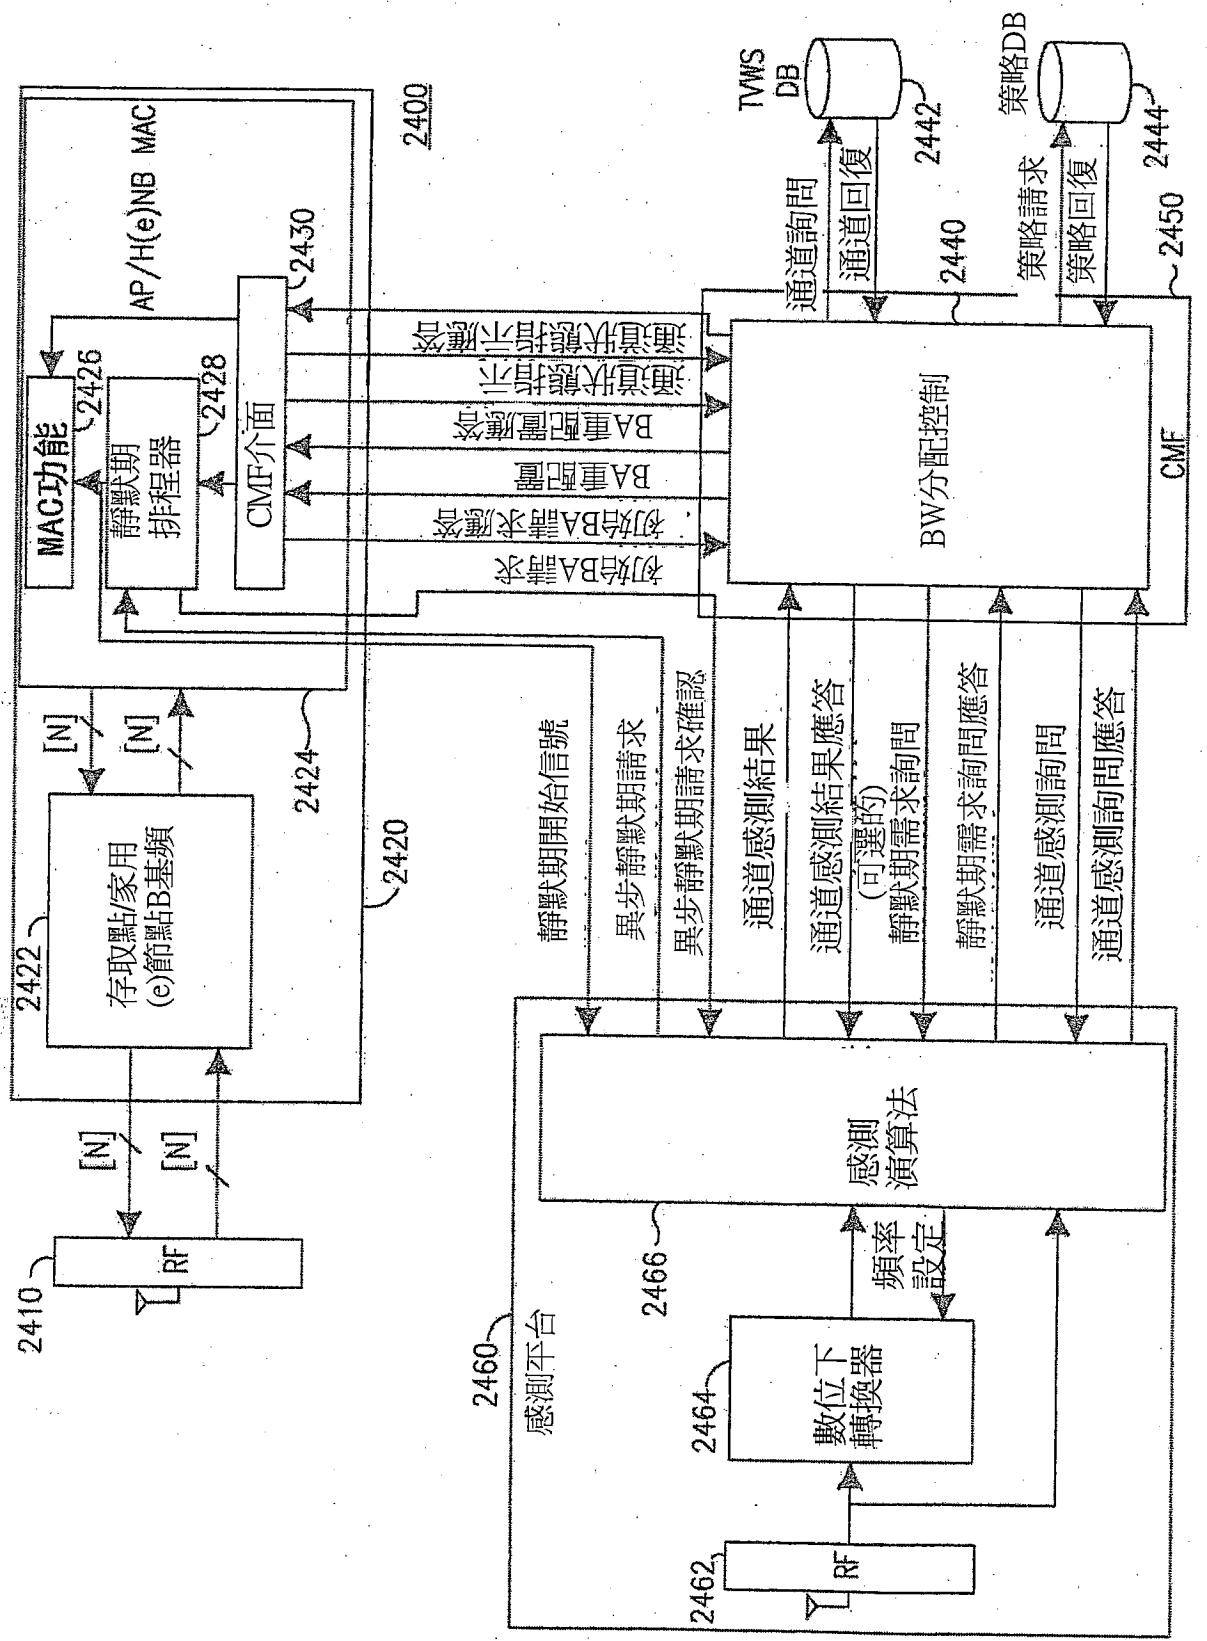 2400
2410
RF
[N]
[N]
2420
2422
存取點/家用
(e)節點B基頻
[N]
[N]
2424
AP/H(e)NB MAC
MAC功能
2426
靜默期
排程器
2428
CMF介面
2430
初始BA請求
初始BA請求應答
BA重配置
BA重配置應答
通道狀態指示
通道狀態指示應答
TVWS
DB
2442
通道詢問
通道回復
策略DB
2444
策略請求
策略回復
2440
BW分配控制
CMF
2450
靜默期開始信號
異步靜默期請求
異步靜默期請求確認
通道感測結果
通道感測結果應答
(可選的)
靜默期需求詢問
靜默期需求詢問應答
通道感測詢問
通道感測詢問應答
2460
感測平台
2462
RF
2464
數位下
轉換器
頻率
設定
2466
感測
演算法